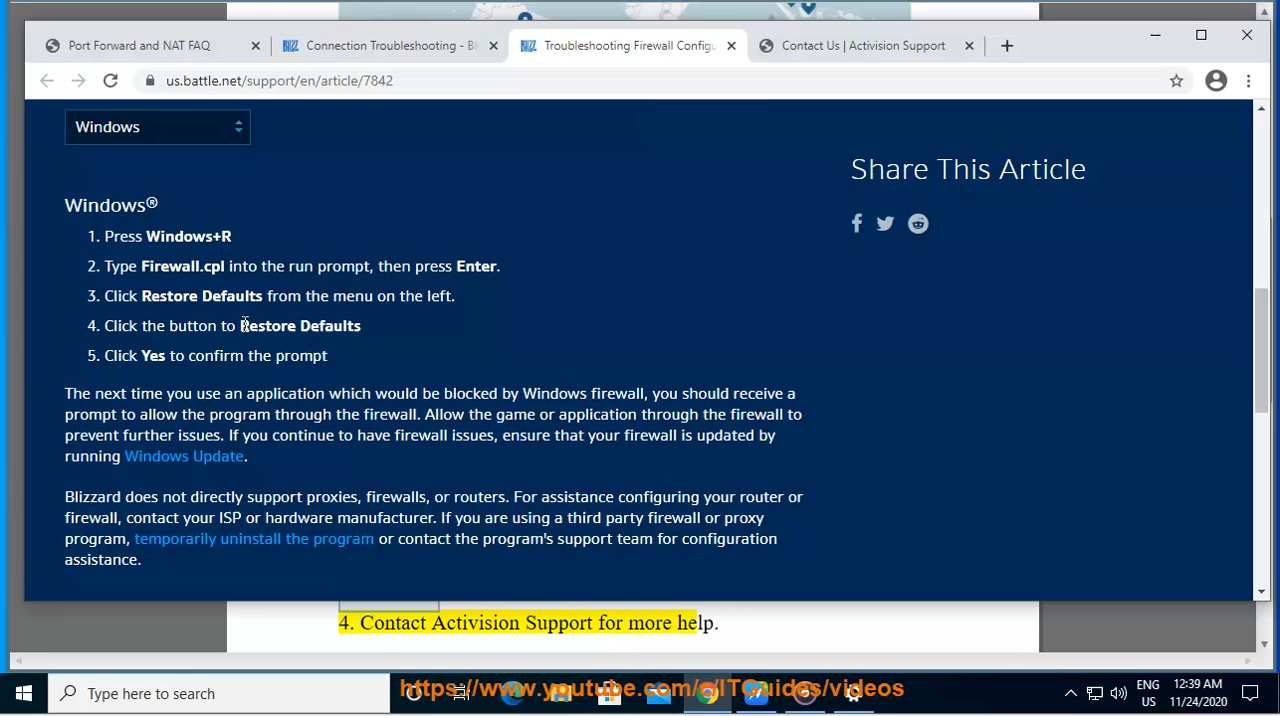 Port Forward and NAT FAQ
Connection Troubleshooting - Bl
Troubleshooting Firewall Configu
Contact Us | Activision Support
us.battle.net/support/en/article/7842
Windows
Share This Article
Windows®
1. Press Windows+R
2. Type Firewall.cpl into the run prompt, then press Enter.
3. Click Restore Defaults from the menu on the left.
4. Click the button to Restore Defaults
5. Click Yes to confirm the prompt
The next time you use an application which would be blocked by Windows firewall, you should receive a
prompt to allow the program through the firewall. Allow the game or application through the firewall to
prevent further issues. If you continue to have firewall issues, ensure that your firewall is updated by
running Windows Update.
Blizzard does not directly support proxies, firewalls, or routers. For assistance configuring your router or
firewall, contact your ISP or hardware manufacturer. If you are using a third party firewall or proxy
program, temporarily uninstall the program or contact the program's support team for configuration
assistance.
4. Contact Activision Support for more help.
Type here to search
https://www.youtube.com/c/ITGuides/videos
ENG
US
12:39 AM
11/24/2020